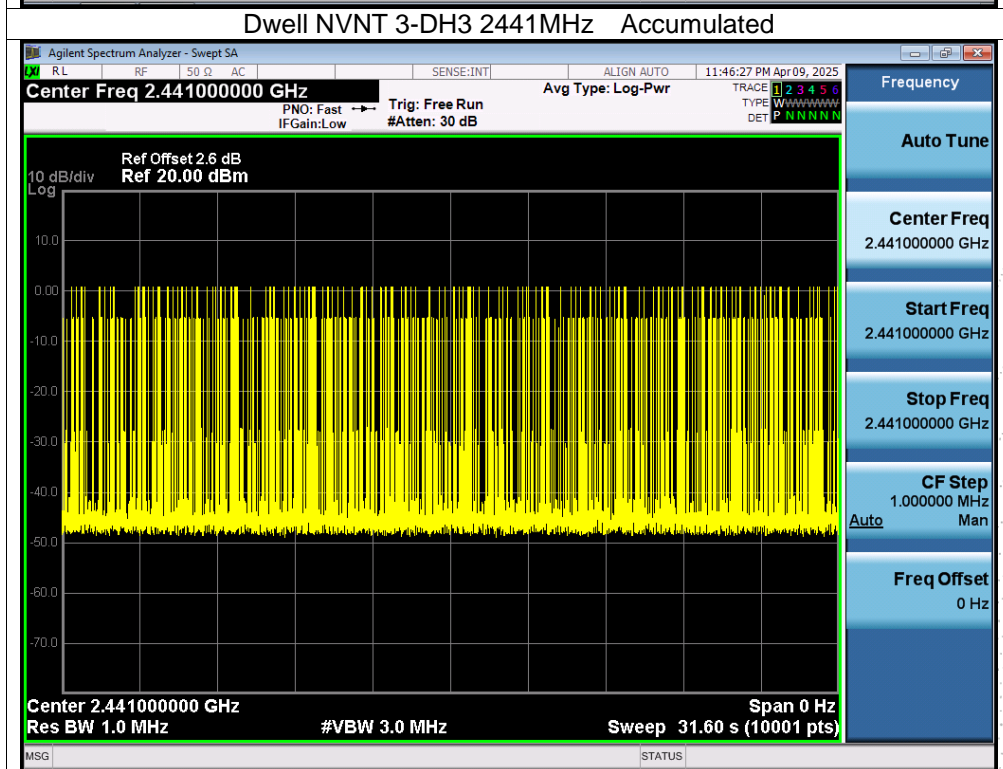 Dwell NVNT 3-DH3 2441MHz Accumulated
Agilent Spectrum Analyzer - Swept SA
LXI RL RF 50 Ω AC SENSE:INT ALIGN AUTO 11:46:27 PM Apr 09, 2025
Center Freq 2.441000000 GHz
PNO: Fast
IFGain:Low
Trig: Free Run
#Atten: 30 dB
Avg Type: Log-Pwr
TRACE 1 2 3 4 5 6
TYPE WWWWWW
DET P N N N N N
Frequency
Auto Tune
Center Freq
2.441000000 GHz
Start Freq
2.441000000 GHz
Stop Freq
2.441000000 GHz
CF Step
1.000000 MHz
Auto Man
Freq Offset
0 Hz
Ref Offset 2.6 dB
10 dB/div Ref 20.00 dBm
Log
10.0
0.00
-10.0
-20.0
-30.0
-40.0
-50.0
-60.0
-70.0
Center 2.441000000 GHz Span 0 Hz
Res BW 1.0 MHz #VBW 3.0 MHz Sweep 31.60 s (10001 pts)
MSG STATUS